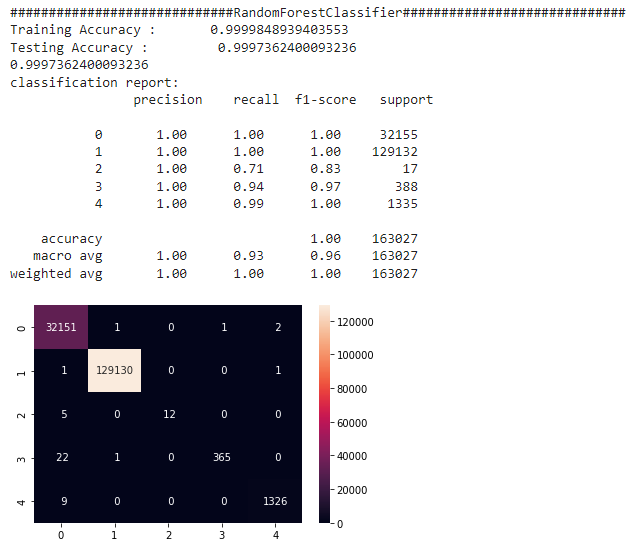 #############################RandomForestClassifier#############################
Training Accuracy :       0.9999848939403553
Testing Accuracy :         0.9997362400093236
0.9997362400093236
classification report:
                precision    recall  f1-score   support

           0       1.00      1.00      1.00     32155
           1       1.00      1.00      1.00    129132
           2       1.00      0.71      0.83        17
           3       1.00      0.94      0.97       388
           4       1.00      0.99      1.00      1335

    accuracy                           1.00    163027
   macro avg       1.00      0.93      0.96    163027
weighted avg       1.00      1.00      1.00    163027

0 32151 1 0 1 2
1 1 129130 0 0 1
2 5 0 12 0 0
3 22 1 0 365 0
4 9 0 0 0 1326
0 1 2 3 4
120000
100000
80000
60000
40000
20000
0